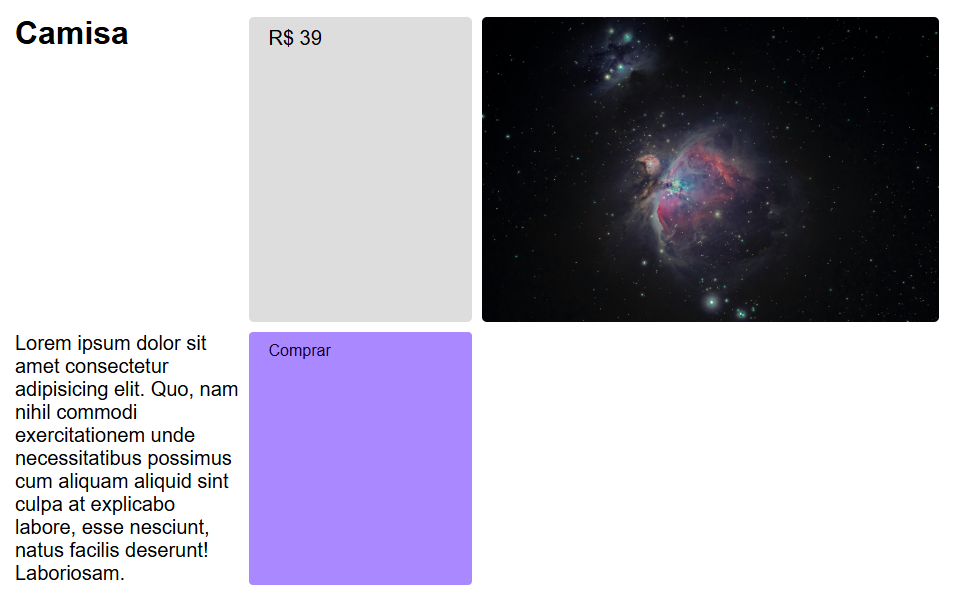 Camisa
R$ 39
Lorem ipsum dolor sit
amet consectetur
adipisicing elit. Quo, nam
nihil commodi
exercitationem unde
necessitatibus possimus
cum aliquam aliquid sint
culpa at explicabo
labore, esse nesciunt,
natus facilis deserunt!
Laboriosam.
Comprar